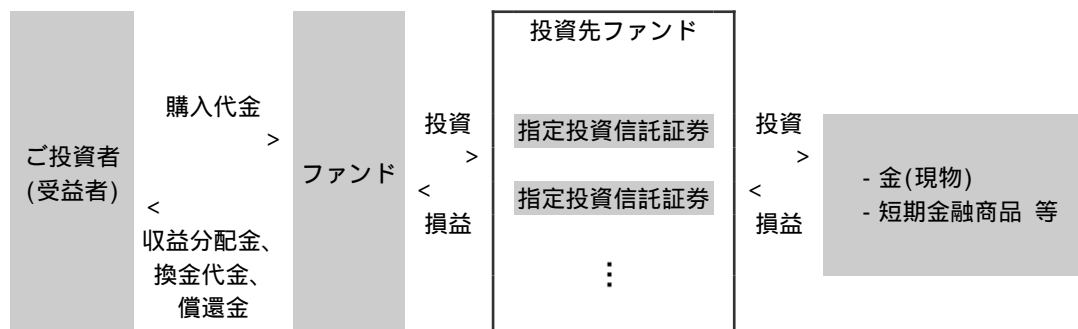 ご投資者
(受益者)
購入代金
>
<
収益分配金、
換金代金、
償還金
ファンド
投資
>
<
損益
投資先ファンド
指定投資信託証券
指定投資信託証券
⋮
投資
>
<
損益
- 金(現物)
- 短期金融商品 等